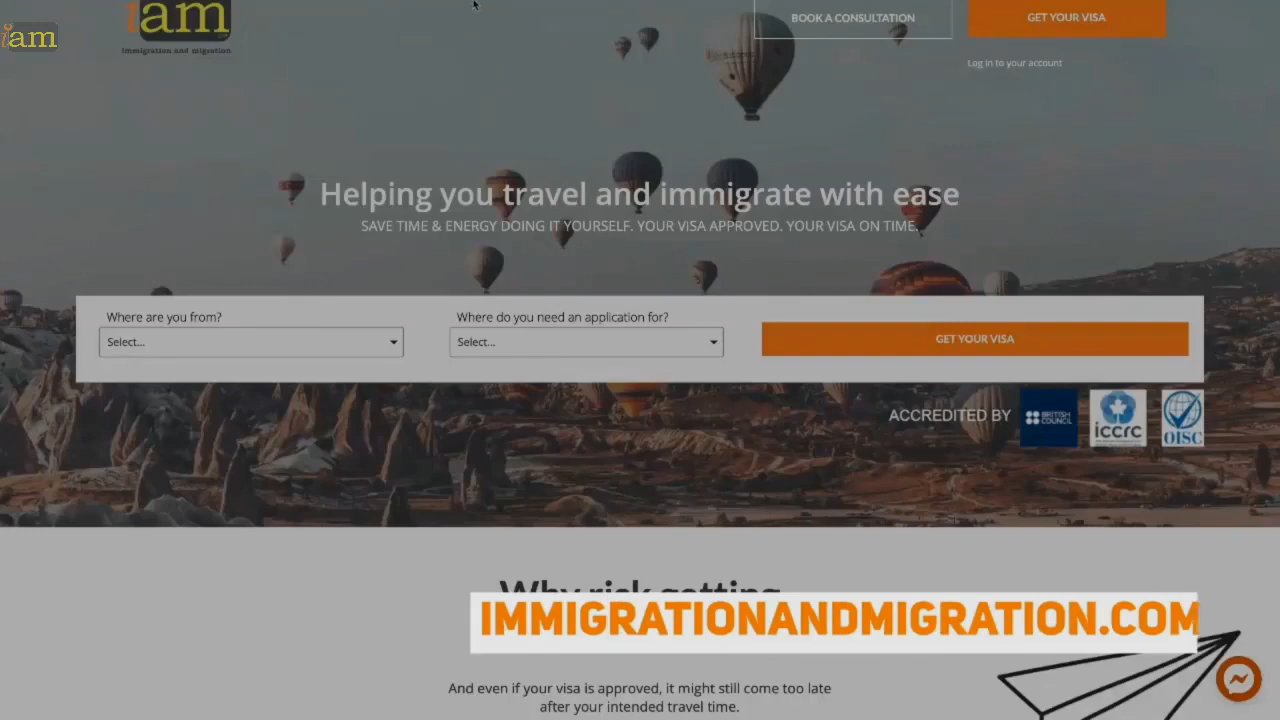 iam
immigration and migration
iam
BOOK A CONSULTATION
GET YOUR VISA
Log in to your account
Helping you travel and immigrate with ease
SAVE TIME & ENERGY DOING IT YOURSELF. YOUR VISA APPROVED. YOUR VISA ON TIME.
Where are you from?
Select...
Where do you need an application for?
Select...
GET YOUR VISA
ACCREDITED BY
BRITISH COUNCIL
iccrc
OISC
Why risk getting
IMMIGRATIONANDMIGRATION.COM
And even if your visa is approved, it might still come too late
after your intended travel time.